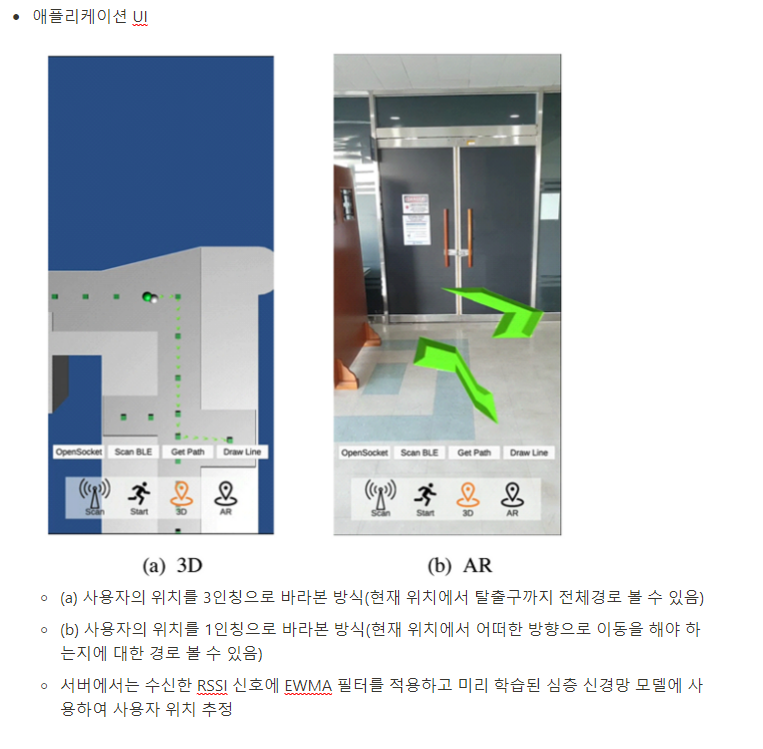 애플리케이션 UI
OpenSocket Scan BLE Get Path Draw Line
Scan Start 3D AR
OpenSocket Scan BLE Get Path Draw Line
Scan Start 3D AR
(a) 3D
(b) AR
(a) 사용자의 위치를 3인칭으로 바라본 방식(현재 위치에서 탈출구까지 전체경로 볼 수 있음)
(b) 사용자의 위치를 1인칭으로 바라본 방식(현재 위치에서 어떠한 방향으로 이동을 해야 하
는지에 대한 경로 볼 수 있음)
서버에서는 수신한 RSSI 신호에 EWMA 필터를 적용하고 미리 학습된 심층 신경망 모델에 사
용하여 사용자 위치 추정